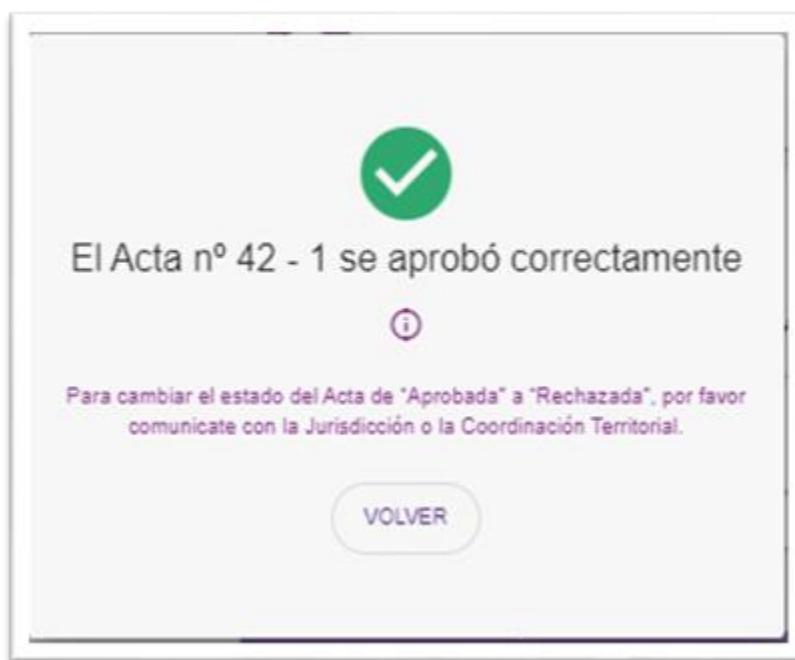 El Acta nº 42 - 1 se aprobó correctamente
Para cambiar el estado del Acta de "Aprobada" a "Rechazada", por favor
comunicate con la Jurisdicción o la Coordinación Territorial.
VOLVER